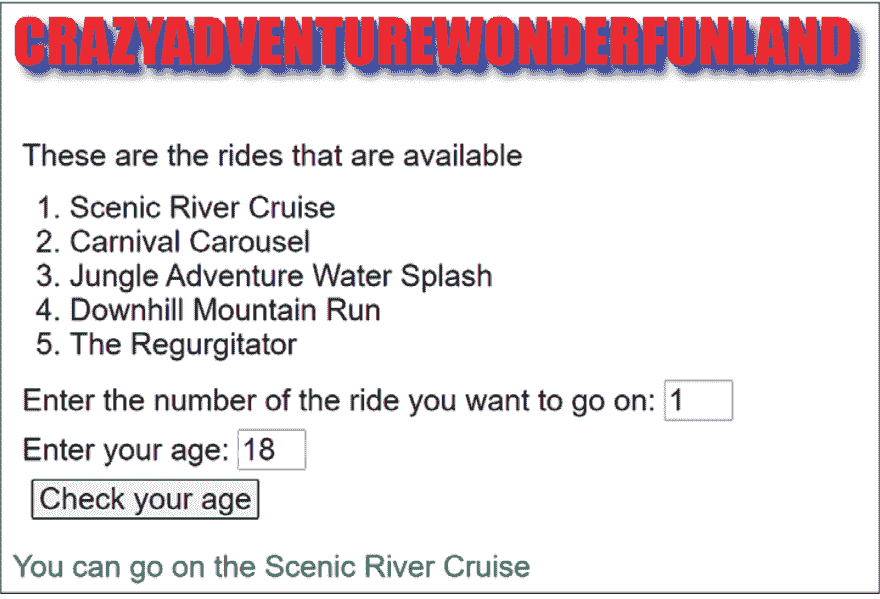 CRAZYADVENTUREWONDERFUNLAND
These are the rides that are available
1. Scenic River Cruise
2. Carnival Carousel
3. Jungle Adventure Water Splash
4. Downhill Mountain Run
5. The Regurgitator
Enter the number of the ride you want to go on: 1
Enter your age: 18
Check your age
You can go on the Scenic River Cruise